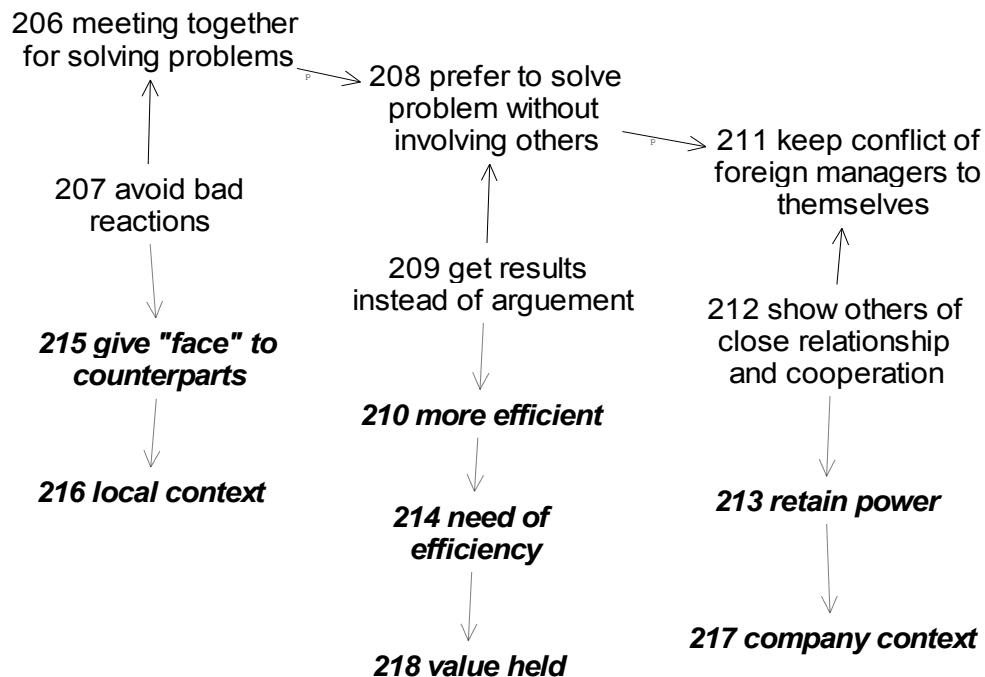 206 meeting together
for solving problems
P
208 prefer to solve
problem without
involving others
P
211 keep conflict of
foreign managers to
themselves
207 avoid bad
reactions
209 get results
instead of arguement
212 show others of
close relationship
and cooperation
215 give "face" to
counterparts
210 more efficient
216 local context
213 retain power
214 need of
efficiency
217 company context
218 value held